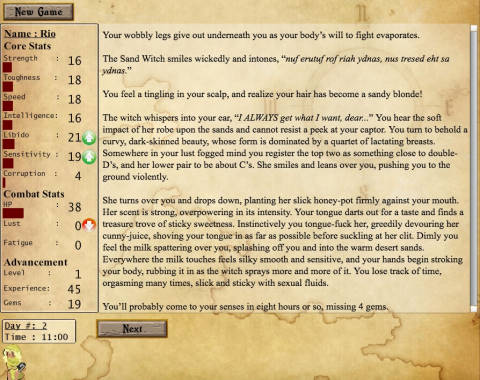 New Game
Name : Rio
Core Stats
Strength : 16
Toughness : 18
Speed : 18
Intelligence: 16
Libido : 21
Sensitivity : 19
Corruption : 4
Combat Stats
HP : 38
Lust : 0
Fatigue : 0
Advancement
Level : 1
Experience: 45
Gems : 19
Day #: 2
Time : 11:00
Your wobbly legs give out underneath you as your body's will to fight evaporates.
The Sand Witch smiles wickedly and intones, “nuf erutuf rof riah ydnas, nus tresed eht sa
ydnas.”
You feel a tingling in your scalp, and realize your hair has become a sandy blonde!
The witch whispers into your ear, “I ALWAYS get what I want, dear...” You hear the soft
impact of her robe upon the sands and cannot resist a peek at your captor. You turn to behold a
curvy, dark-skinned beauty, whose form is dominated by a quartet of lactating breasts.
Somewhere in your lust fogged mind you register the top two as something close to double-
D's, and her lower pair to be about C's. She smiles and leans over you, pushing you to the
ground violently.
She turns over you and drops down, planting her slick honey-pot firmly against your mouth.
Her scent is strong, overpowering in its intensity. Your tongue darts out for a taste and finds a
treasure trove of sticky sweetness. Instinctively you tongue-fuck her, greedily devouring her
cunny-juice, shoving your tongue in as far as possible before suckling at her clit. Dimly you
feel the milk spattering over you, splashing off you and into the warm desert sands.
Everywhere the milk touches feels silky smooth and sensitive, and your hands begin stroking
your body, rubbing it in as the witch sprays more and more of it. You lose track of time,
orgasming many times, slick and sticky with sexual fluids.
You'll probably come to your senses in eight hours or so, missing 4 gems.
Next